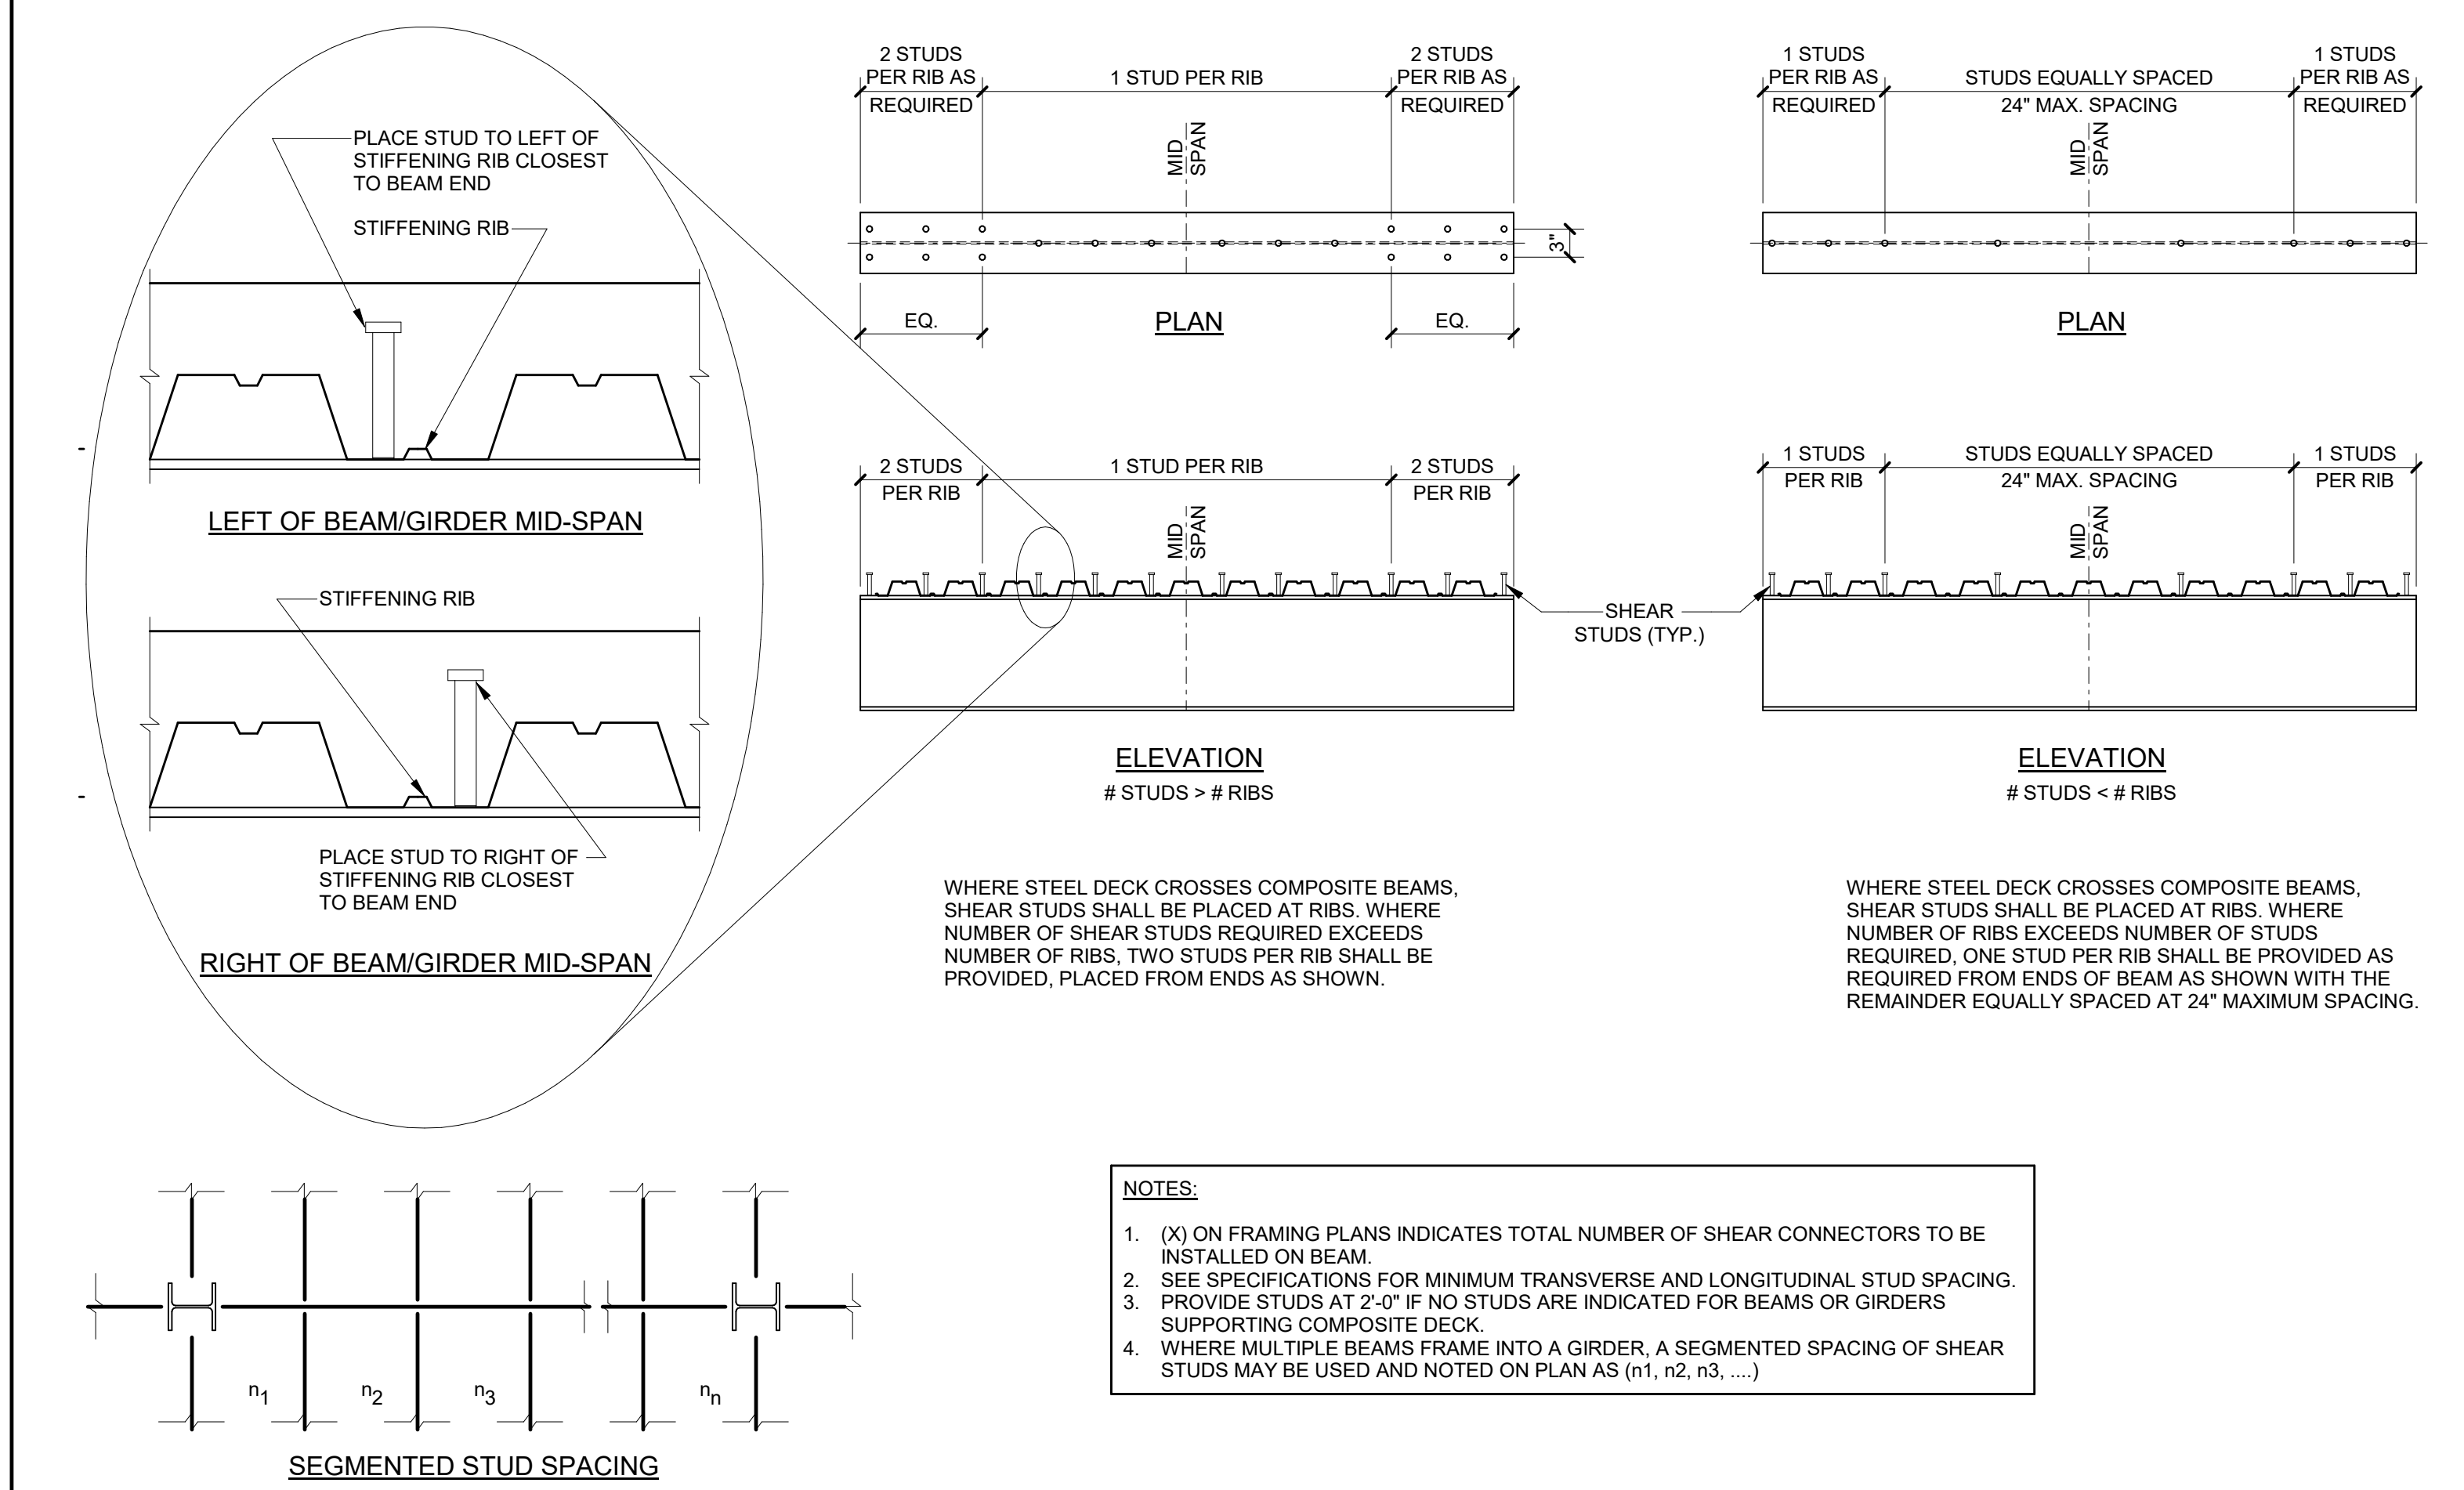 PLACE STUD TO LEFT OF
STIFFENING RIB CLOSEST
TO BEAM END
STIFFENING RIB
LEFT OF BEAM/GIRDER MID-SPAN
STIFFENING RIB
PLACE STUD TO RIGHT OF
STIFFENING RIB CLOSEST
TO BEAM END
RIGHT OF BEAM/GIRDER MID-SPAN
2 STUDS
PER RIB AS
REQUIRED
1 STUD PER RIB
2 STUDS
PER RIB AS
REQUIRED
MID
SPAN
3"
EQ.
PLAN
EQ.
2 STUDS
PER RIB
1 STUD PER RIB
2 STUDS
PER RIB
MID
SPAN
SHEAR
STUDS (TYP.)
ELEVATION
# STUDS > # RIBS
WHERE STEEL DECK CROSSES COMPOSITE BEAMS,
SHEAR STUDS SHALL BE PLACED AT RIBS. WHERE
NUMBER OF SHEAR STUDS REQUIRED EXCEEDS
NUMBER OF RIBS, TWO STUDS PER RIB SHALL BE
PROVIDED, PLACED FROM ENDS AS SHOWN.
1 STUDS
PER RIB AS
REQUIRED
STUDS EQUALLY SPACED
24" MAX. SPACING
1 STUDS
PER RIB AS
REQUIRED
MID
SPAN
PLAN
1 STUDS
PER RIB
STUDS EQUALLY SPACED
24" MAX. SPACING
1 STUDS
PER RIB
MID
SPAN
ELEVATION
# STUDS < # RIBS
WHERE STEEL DECK CROSSES COMPOSITE BEAMS,
SHEAR STUDS SHALL BE PLACED AT RIBS. WHERE
NUMBER OF RIBS EXCEEDS NUMBER OF STUDS
REQUIRED, ONE STUD PER RIB SHALL BE PROVIDED AS
REQUIRED FROM ENDS OF BEAM AS SHOWN WITH THE
REMAINDER EQUALLY SPACED AT 24" MAXIMUM SPACING.
n1 n2 n3 nn
SEGMENTED STUD SPACING
NOTES:
1. (X) ON FRAMING PLANS INDICATES TOTAL NUMBER OF SHEAR CONNECTORS TO BE
INSTALLED ON BEAM.
2. SEE SPECIFICATIONS FOR MINIMUM TRANSVERSE AND LONGITUDINAL STUD SPACING.
3. PROVIDE STUDS AT 2'-0" IF NO STUDS ARE INDICATED FOR BEAMS OR GIRDERS
SUPPORTING COMPOSITE DECK.
4. WHERE MULTIPLE BEAMS FRAME INTO A GIRDER, A SEGMENTED SPACING OF SHEAR
STUDS MAY BE USED AND NOTED ON PLAN AS (n1, n2, n3, ....)